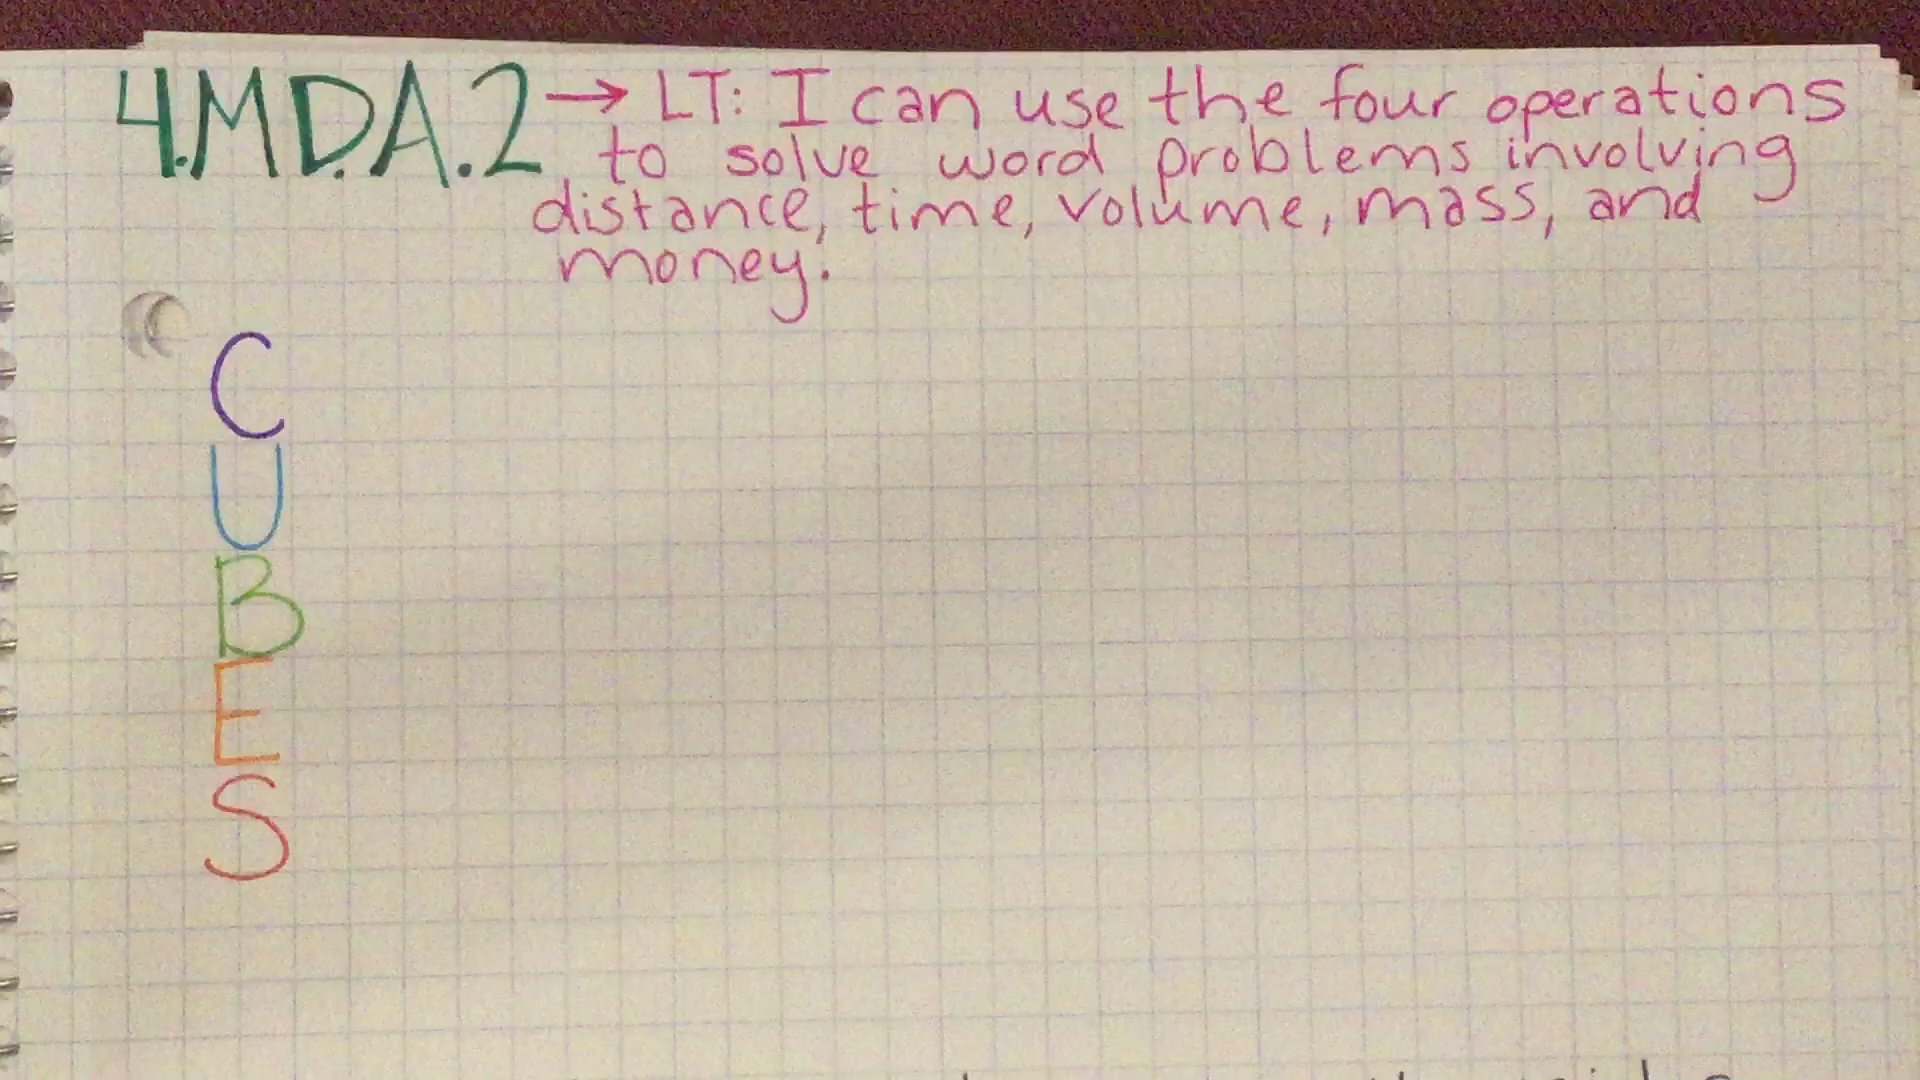 4.MD.A.2 → LT: I can use the four operations
to solve word problems involving
distance, time, volume, mass, and
money.
C
U
B
E
S